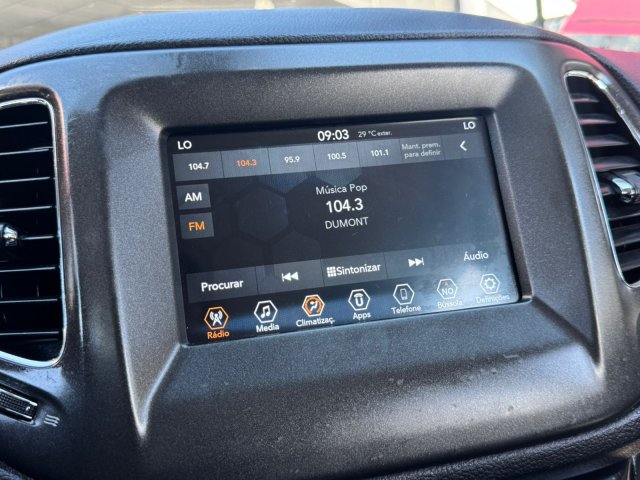 LO 09:03 29 °C exter. LO
104.7 104.3 95.9 100.5 101.1 Mant. prem. para definir
AM
Música Pop
104.3
FM
DUMONT
Procurar Sintonizar Áudio
Rádio Media Climatizaç. Apps Telefone NO Bússola Definições